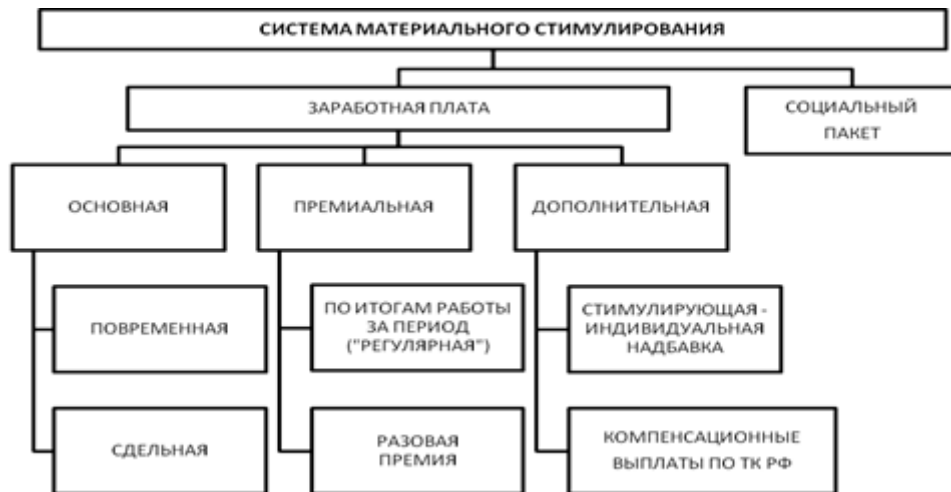 СИСТЕМА МАТЕРИАЛЬНОГО СТИМУЛИРОВАНИЯ
ЗАРАБОТНАЯ ПЛАТА
СОЦИАЛЬНЫЙ
ПАКЕТ
ОСНОВНАЯ
ПРЕМИАЛЬНАЯ
ДОПОЛНИТЕЛЬНАЯ
ПОВРЕМЕННАЯ
ПО ИТОГАМ РАБОТЫ
ЗА ПЕРИОД
("РЕГУЛЯРНАЯ")
СТИМУЛИРУЮЩАЯ -
ИНДИВИДУАЛЬНАЯ
НАДБАВКА
СДЕЛЬНАЯ
РАЗОВАЯ
ПРЕМИЯ
КОМПЕНСАЦИОННЫЕ
ВЫПЛАТЫ ПО ТК РФ